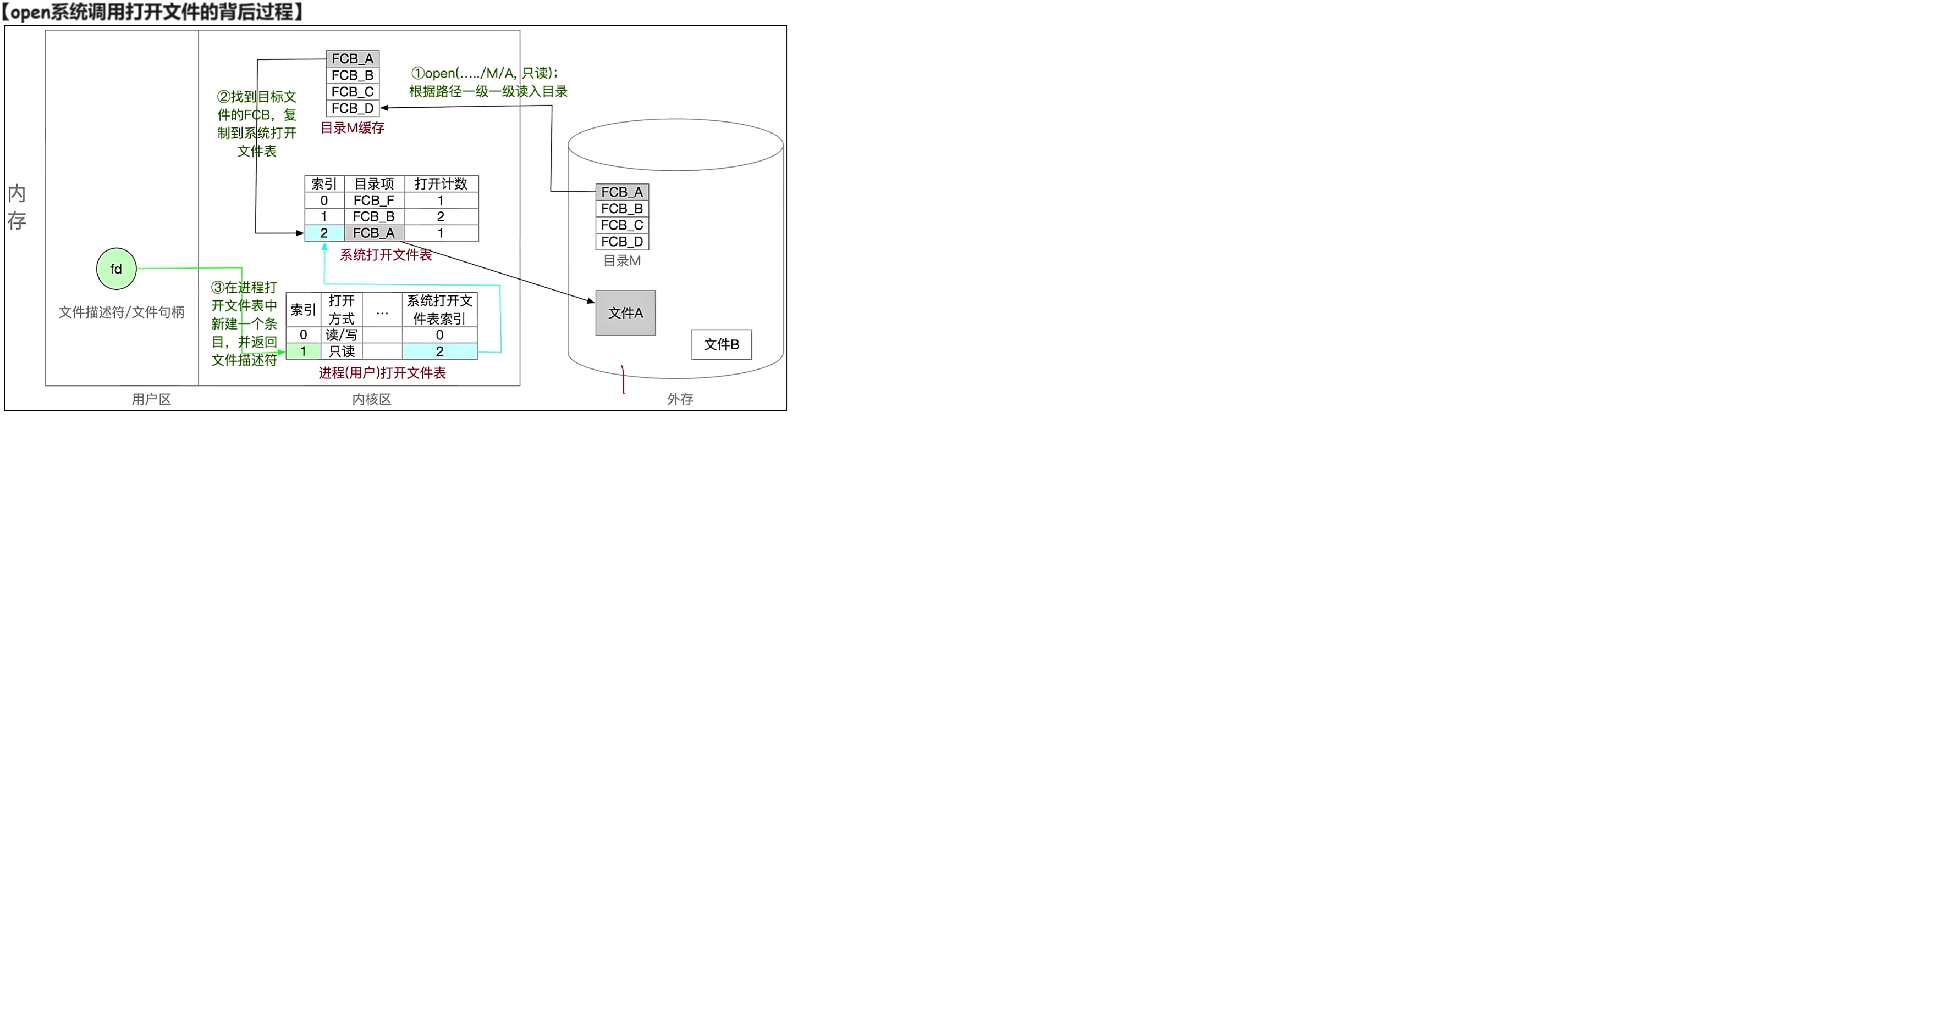 【open系统调用打开文件的背后过程】
FCB_A
FCB_B
FCB_C
FCB_D
目录M缓存
①open(...../M/A, 只读);
根据路径一级一级读入目录
②找到目标文
件的FCB，复
制到系统打开
文件表
内
存
索引 目录项 打开计数
0 FCB_F 1
1 FCB_B 2
2 FCB_A 1
系统打开文件表
FCB_A
FCB_B
FCB_C
FCB_D
目录M
fd
文件描述符/文件句柄
③在进程打
开文件表中
新建一个条
目，并返回
文件描述符
索引 打开 … 系统打开文
方式 件表索引
0 读/写 0
1 只读 2
进程(用户)打开文件表
文件A
文件B
用户区
内核区
外存